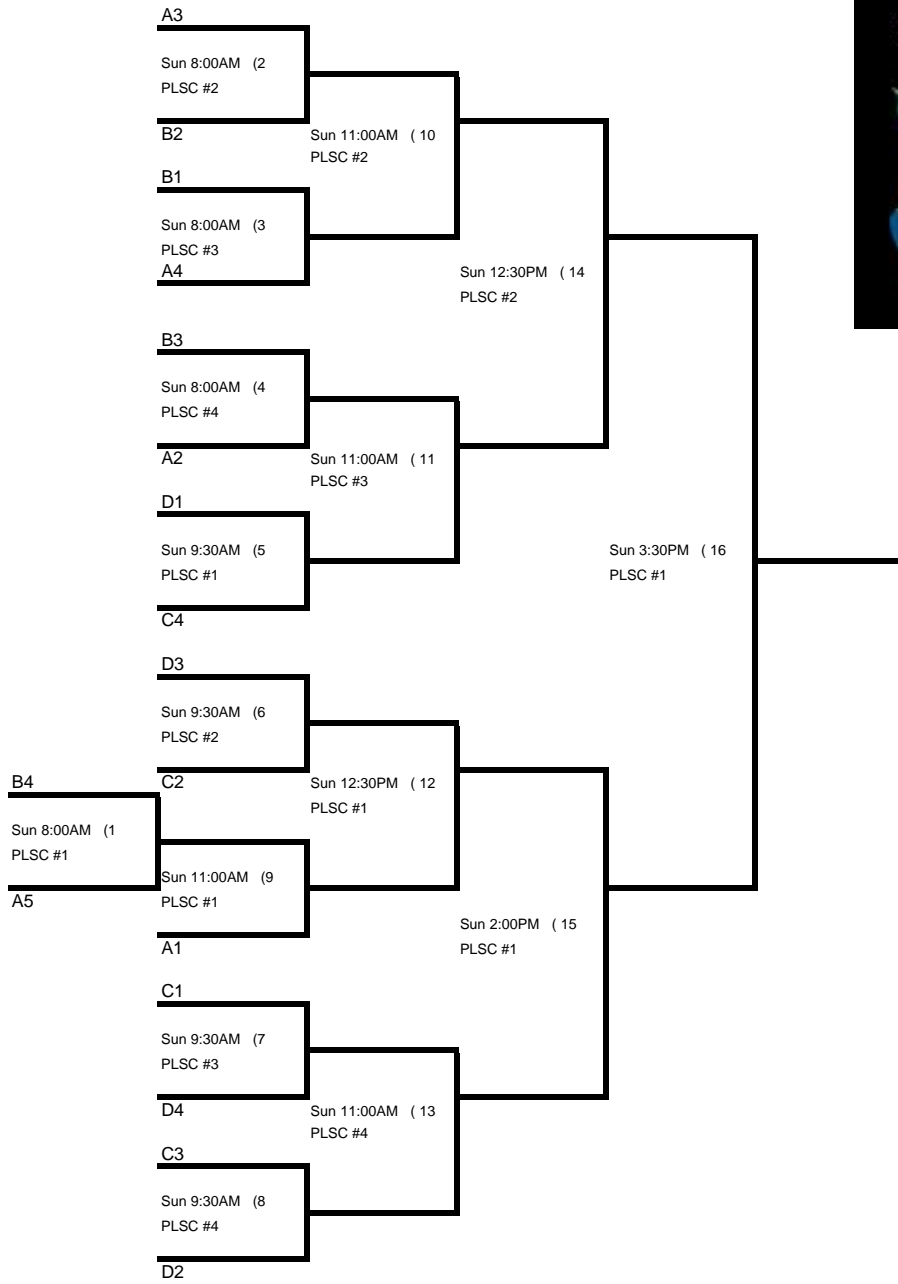 A3
Sun 8:00AM (2
PLSC #2
B2
Sun 11:00AM ( 10
PLSC #2
B1
Sun 8:00AM (3
PLSC #3
A4
Sun 12:30PM ( 14
PLSC #2
B3
Sun 8:00AM (4
PLSC #4
A2
Sun 11:00AM ( 11
PLSC #3
D1
Sun 9:30AM (5
PLSC #1
C4
Sun 3:30PM ( 16
PLSC #1
D3
Sun 9:30AM (6
PLSC #2
C2
Sun 12:30PM ( 12
PLSC #1
B4
Sun 8:00AM (1
PLSC #1
A5
Sun 11:00AM (9
PLSC #1
A1
Sun 2:00PM ( 15
PLSC #1
C1
Sun 9:30AM (7
PLSC #3
D4
Sun 11:00AM ( 13
PLSC #4
C3
Sun 9:30AM (8
PLSC #4
D2